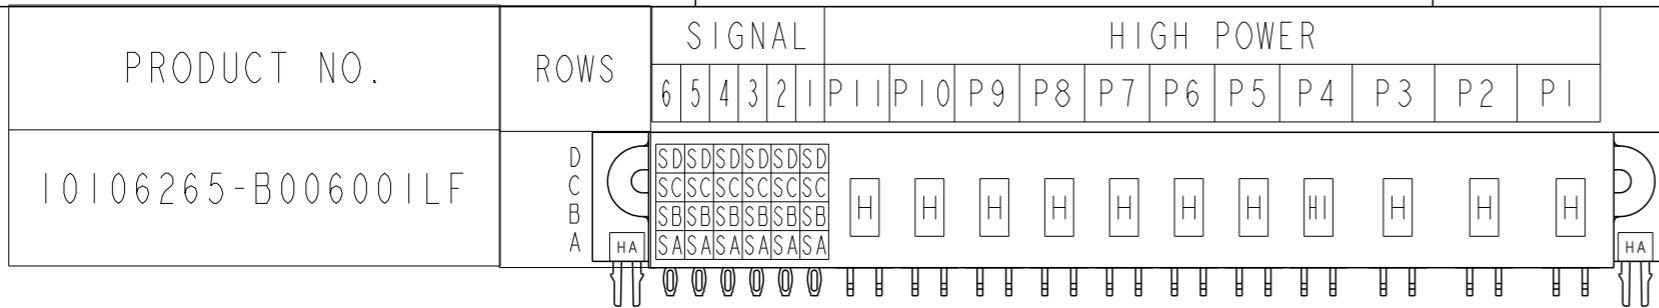 PRODUCT NO. ROWS SIGNAL HIGH POWER
6 5 4 3 2 1 P11 P10 P9 P8 P7 P6 P5 P4 P3 P2 P1
10106265-B006001LF
D SD SD SD SD SD SD
C SC SC SC SC SC SC
H H H H H H H H1 H H H
B SB SB SB SB SB SB
A SA SA SA SA SA SA
HA HA